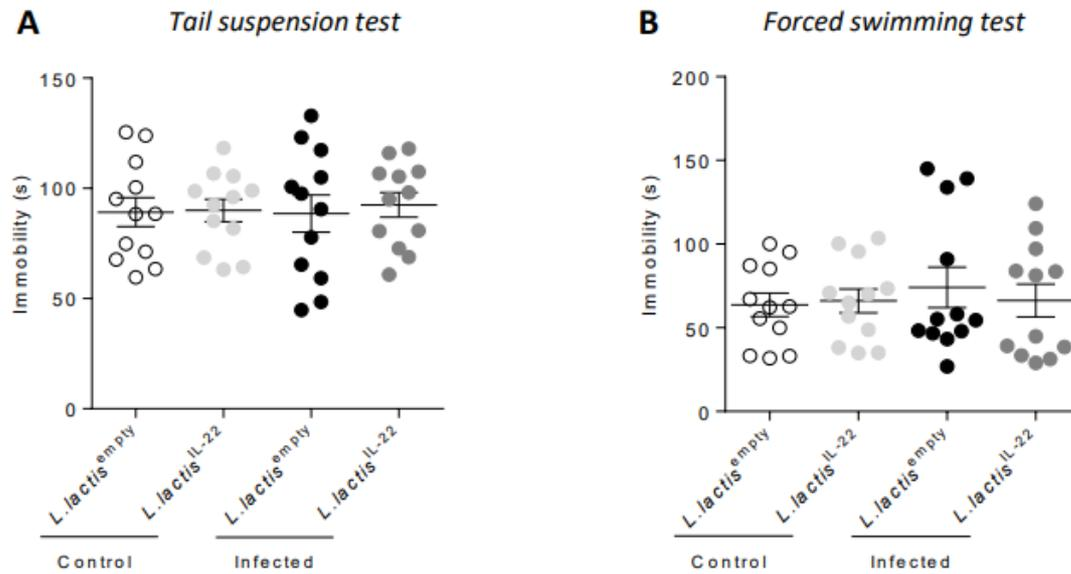 A Tail suspension test
150
100
50
0
Immobility (s)
L.lactis^empty
L.lactis^IL-22
L.lactis^empty
L.lactis^IL-22
Control
Infected
B Forced swimming test
200
150
100
50
0
Immobility (s)
L.lactis^empty
L.lactis^IL-22
L.lactis^empty
L.lactis^IL-22
Control
Infected